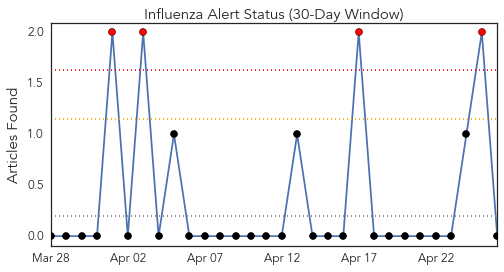 Influenza Alert Status (30-Day Window)
Articles Found
2.0
1.5
1.0
0.5
0.0
Mar 28
Apr 02
Apr 07
Apr 12
Apr 17
Apr 22